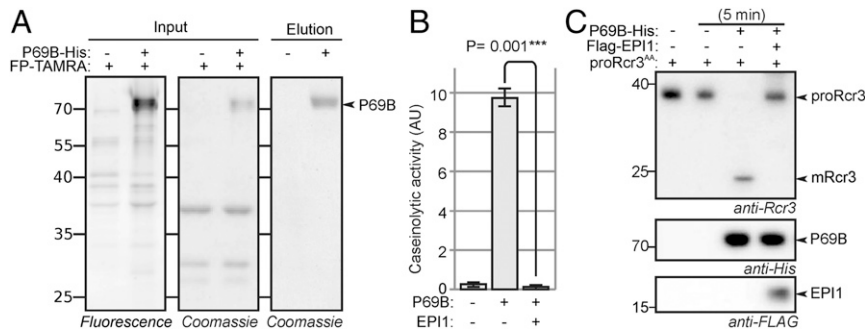 A
Input
Elution
P69B-His: - + - + - +
FP-TAMRA: + + + +
70
55
40
35
25
P69B
Fluorescence
Coomassie
Coomassie
B
P= 0.001***
Caseinolytic activity (AU)
10
8
6
4
2
0
P69B: - + +
EPI1: - - +
C
(5 min)
P69B-His: - - + +
Flag-EPI1: - - - +
proRcr3AA: + + + +
40
25
proRcr3
mRcr3
anti-Rcr3
70
P69B
anti-His
15
EPI1
anti-FLAG